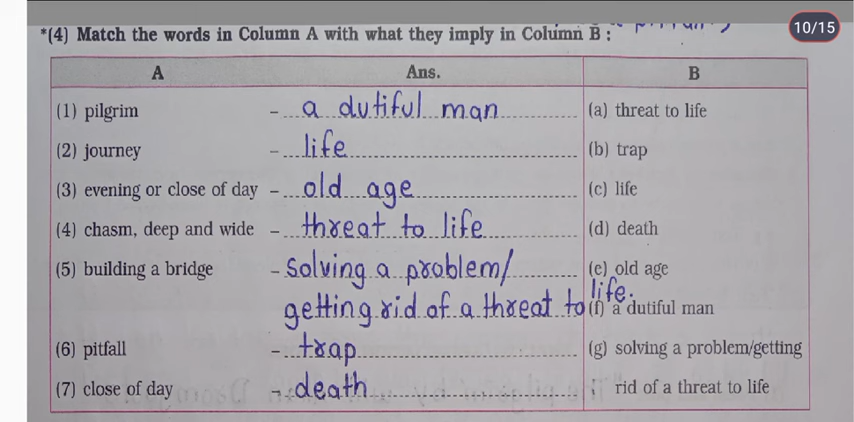 10/15
*(4) Match the words in Column A with what they imply in Column B :
A Ans. B
(1) pilgrim - a dutiful man (a) threat to life
(2) journey - life (b) trap
(3) evening or close of day - old age (c) life
(4) chasm, deep and wide - threat to life (d) death
(5) building a bridge - Solving a problem/ (e) old age
getting rid of a threat to life. (f) a dutiful man
(6) pitfall - trap (g) solving a problem/getting
(7) close of day - death rid of a threat to life